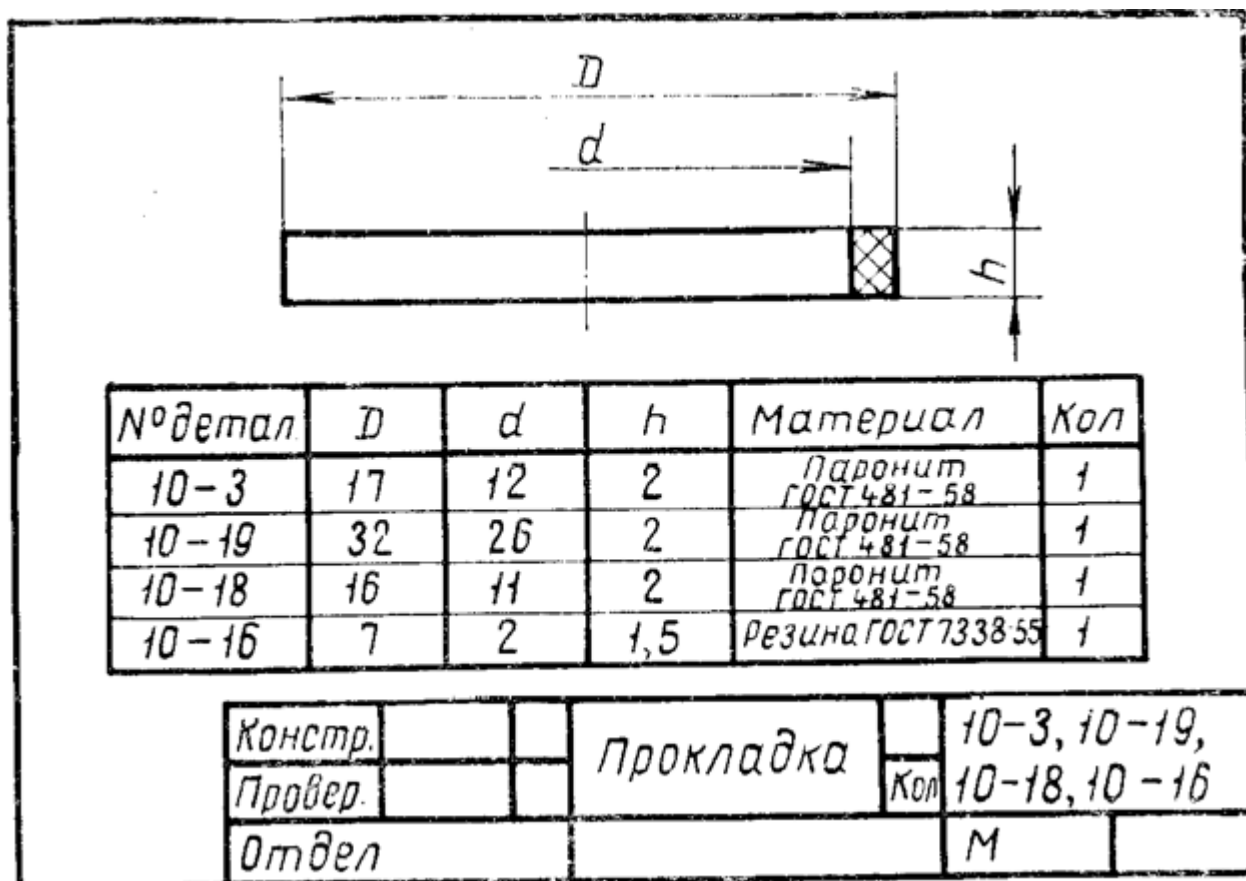 D
d
h
№ детал. D d h Материал Кол
10-3 17 12 2 Паронит ГОСТ 481-58 1
10-19 32 26 2 Паронит ГОСТ 481-58 1
10-18 16 11 2 Паронит ГОСТ 481-58 1
10-16 7 2 1,5 Резина ГОСТ 7338-55 1
Констр. Прокладка 10-3, 10-19,
Провер. Кол 10-18, 10-16
Отдел М